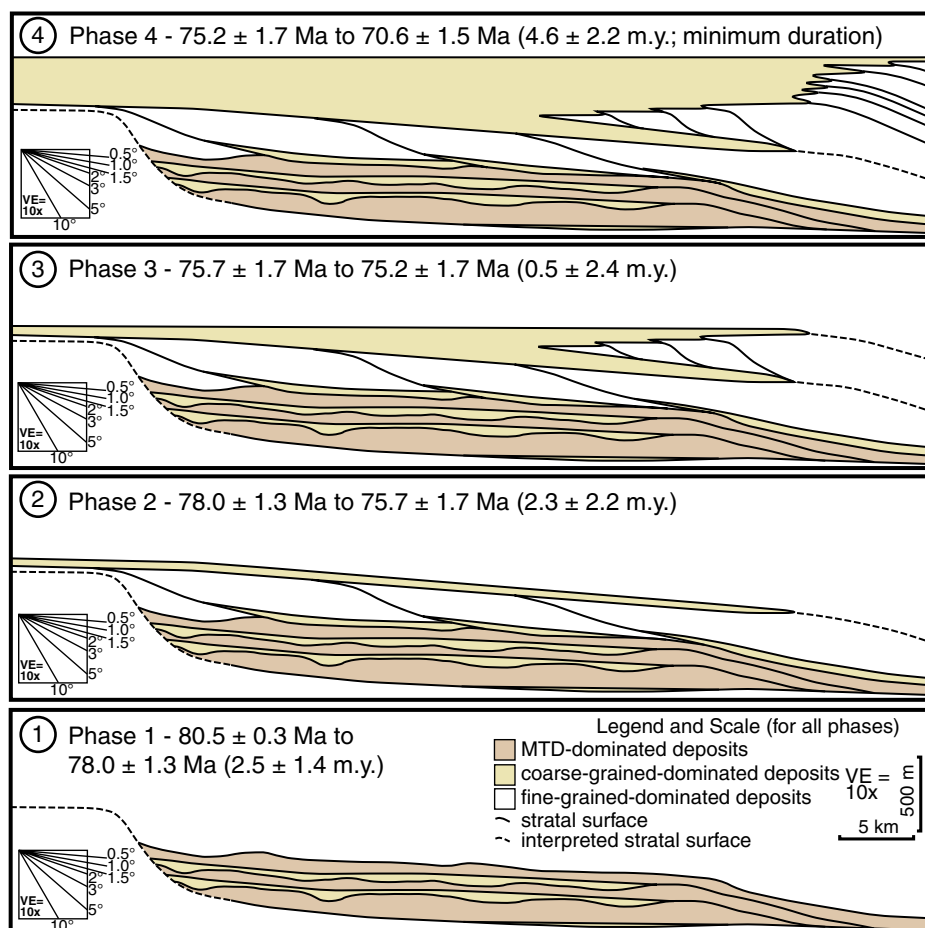 4 Phase 4 - 75.2 ± 1.7 Ma to 70.6 ± 1.5 Ma (4.6 ± 2.2 m.y.; minimum duration)
0.5°
1.0°
2° 1.5°
3°
VE=
10x
5°
10°
3 Phase 3 - 75.7 ± 1.7 Ma to 75.2 ± 1.7 Ma (0.5 ± 2.4 m.y.)
0.5°
1.0°
2° 1.5°
3°
VE=
10x
5°
10°
2 Phase 2 - 78.0 ± 1.3 Ma to 75.7 ± 1.7 Ma (2.3 ± 2.2 m.y.)
0.5°
1.0°
2° 1.5°
3°
VE=
10x
5°
10°
1 Phase 1 - 80.5 ± 0.3 Ma to
78.0 ± 1.3 Ma (2.5 ± 1.4 m.y.)
Legend and Scale (for all phases)
MTD-dominated deposits
coarse-grained-dominated deposits
fine-grained-dominated deposits
stratal surface
interpreted stratal surface
VE =
10x
500 m
5 km
0.5°
1.0°
2° 1.5°
3°
VE=
10x
5°
10°